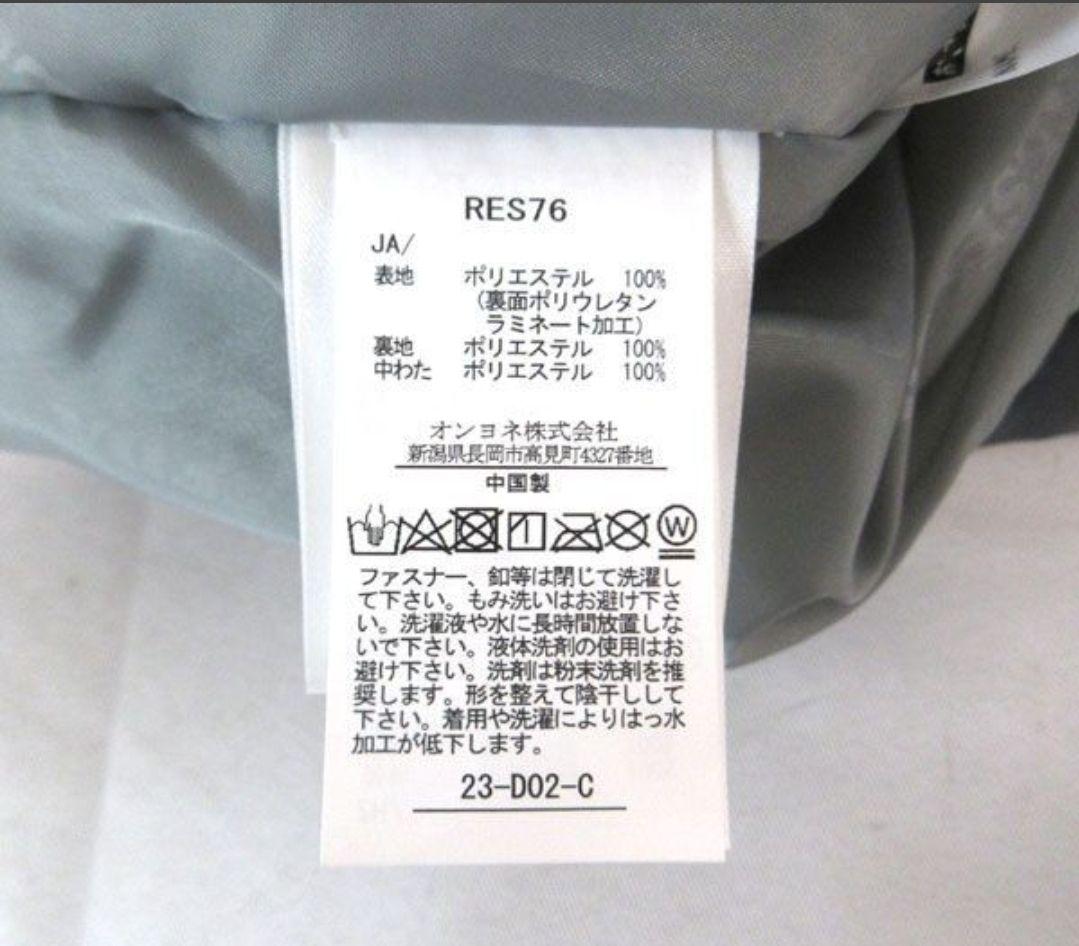 RES76
JA/
表地 ポリエステル 100%
(裏面ポリウレタン
ラミネート加工)
裏地 ポリエステル 100%
中わた ポリエステル 100%
オンヨネ株式会社
新潟県長岡市高見町4327番地
中国製
W
ファスナー、釦等は閉じて洗濯し
て下さい。もみ洗いはお避け下さ
い。洗濯液や水に長時間放置しな
いで下さい。液体洗剤の使用はお
避け下さい。洗剤は粉末洗剤を推
奨します。形を整えて陰干しして
下さい。着用や洗濯によりはっ水
加工が低下します。
23-D02-C